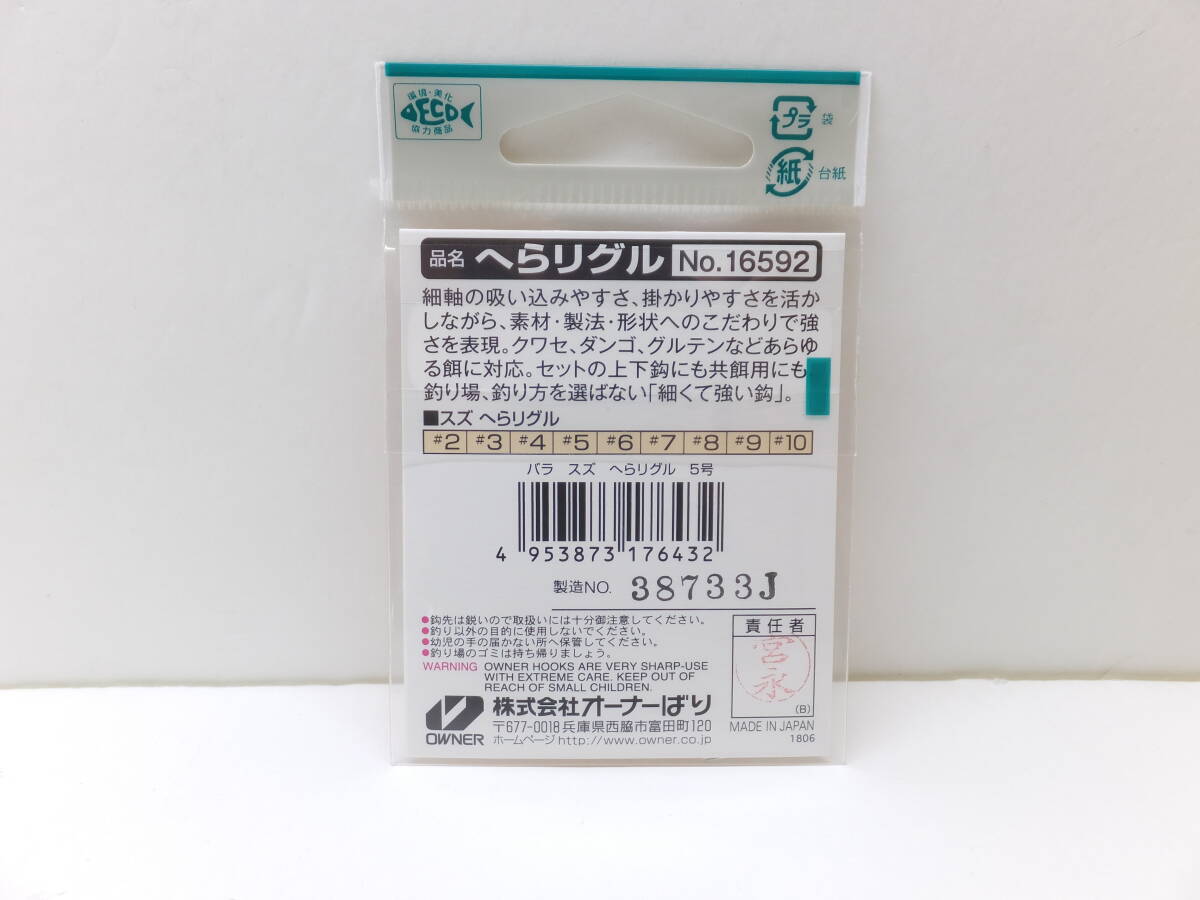 環境・美化
ECO
協力商品
プラ 袋
紙 台紙
品名 へらリグル No.16592
細軸の吸い込みやすさ、掛かりやすさを活か
しながら、素材・製法・形状へのこだわりで強
さを表現。クワセ、ダンゴ、グルテンなどあらゆ
る餌に対応。セットの上下鈎にも共餌用にも
釣り場、釣り方を選ばない「細くて強い鈎」。
■スズ へらリグル
#2 #3 #4 #5 #6 #7 #8 #9 #10
バラ スズ へらリグル 5号
4 953873 176432
製造NO. 38733J
●鈎先は鋭いので取扱いには十分御注意してください。
●釣り以外の目的に使用しないでください。
●幼児の手の届かない所へ保管してください。
●釣り場のゴミは持ち帰りましょう。
WARNING OWNER HOOKS ARE VERY SHARP-USE
WITH EXTREME CARE. KEEP OUT OF
REACH OF SMALL CHILDREN.
責任者
宮永
(B)
OWNER
株式会社オーナーばり
〒677-0018 兵庫県西脇市富田町120
ホームページ http://www.owner.co.jp
MADE IN JAPAN
1806